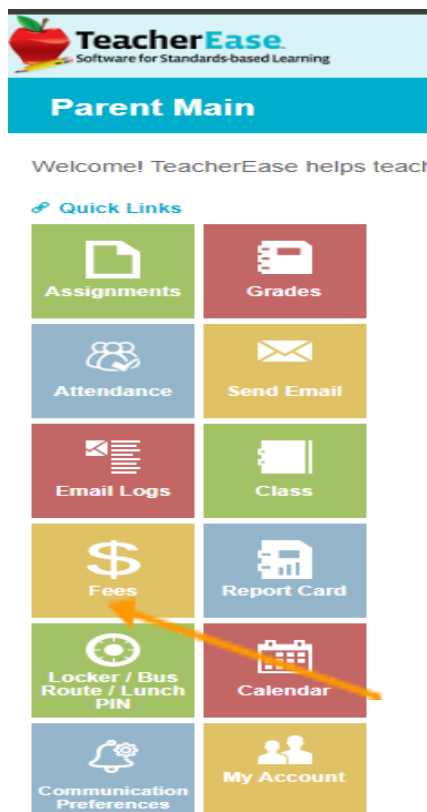 TeacherEase
Software for Standards-based Learning
Parent Main
Welcome! TeacherEase helps teach
Quick Links
Assignments
Grades
Attendance
Send Email
Email Logs
Class
$
Fees
Report Card
Locker / Bus
Route / Lunch
PIN
Calendar
Communication
Preferences
My Account